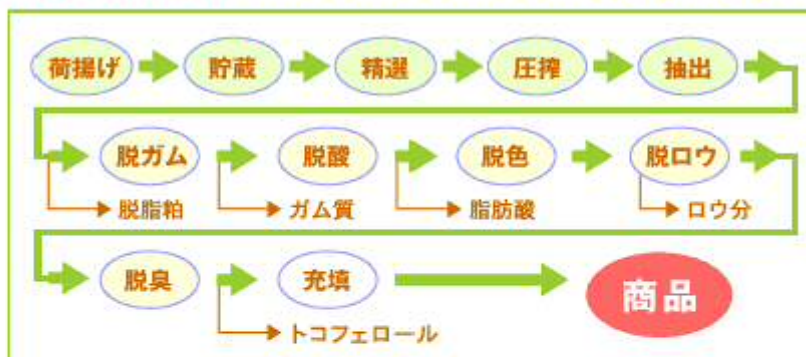 荷揚げ 貯蔵 精選 圧搾 抽出
脱ガム 脱酸 脱色 脱ロウ
脱脂粕 ガム質 脂肪酸 ロウ分
脱臭 充填 商品
トコフェロール